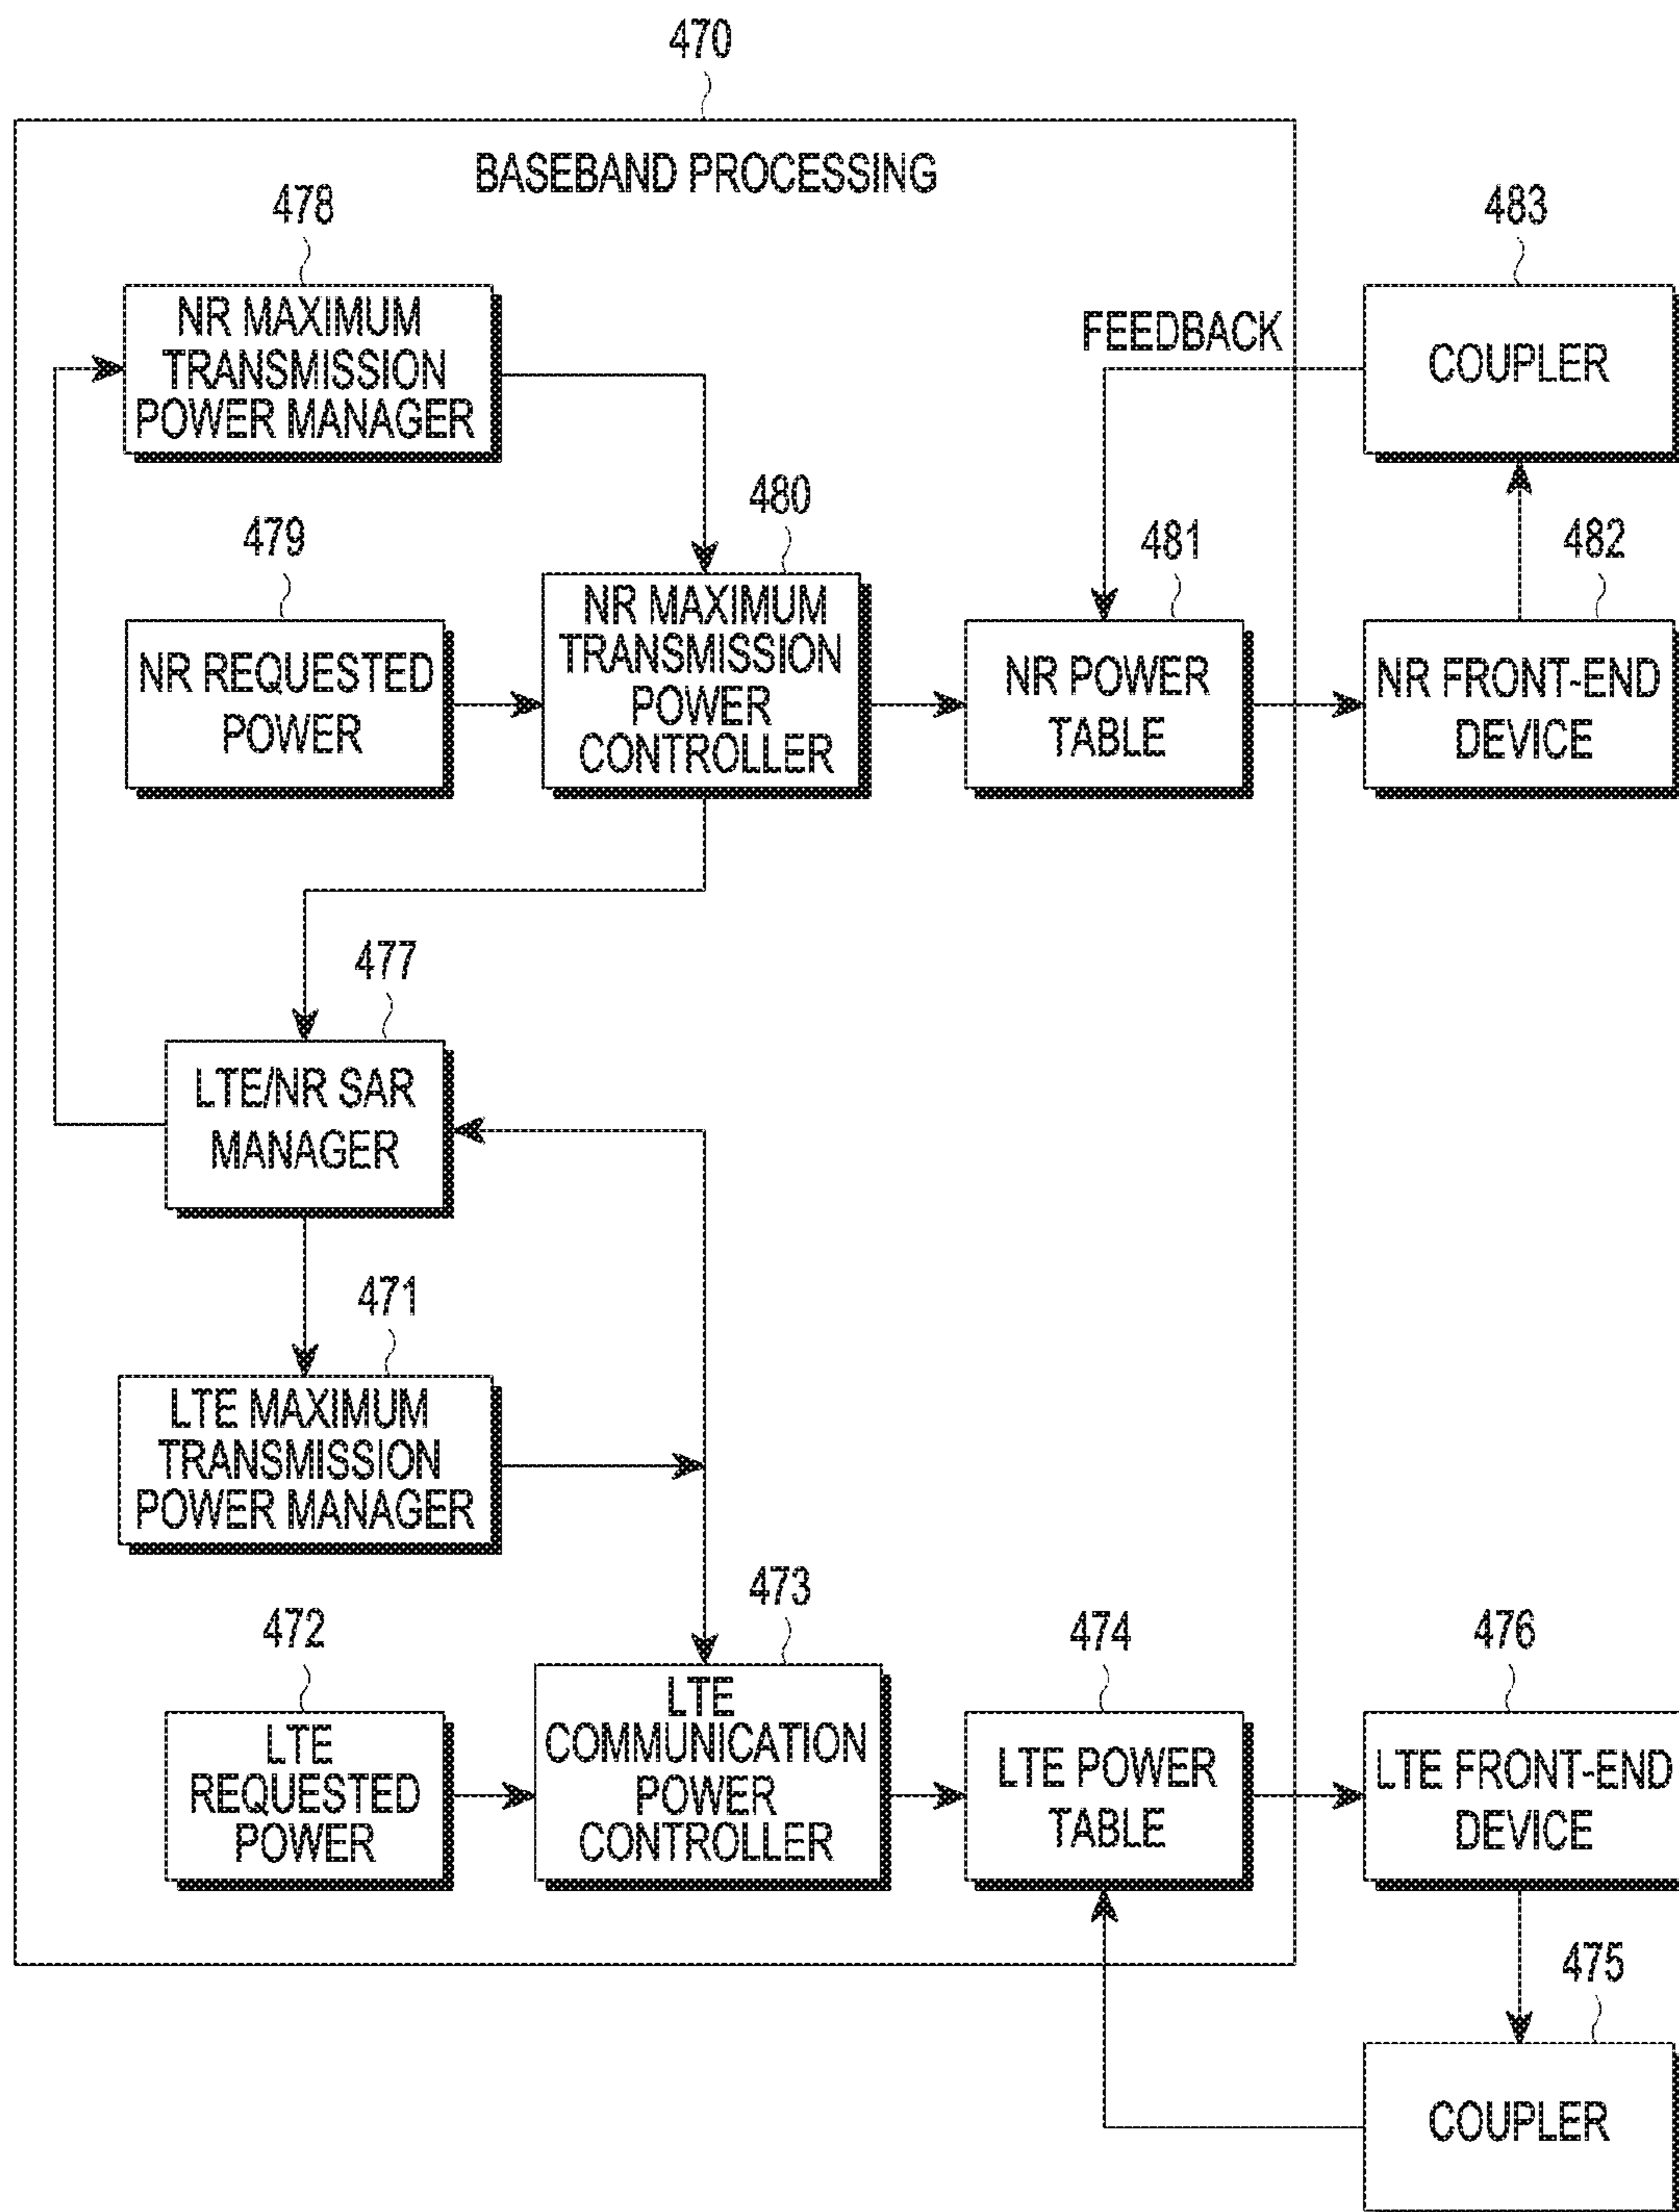 470
BASEBAND PROCESSING
478
NR MAXIMUM
TRANSMISSION
POWER MANAGER
483
COUPLER
FEEDBACK
479
NR REQUESTED
POWER
480
NR MAXIMUM
TRANSMISSION
POWER
CONTROLLER
481
NR POWER
TABLE
482
NR FRONT-END
DEVICE
477
LTE/NR SAR
MANAGER
471
LTE MAXIMUM
TRANSMISSION
POWER MANAGER
472
LTE
REQUESTED
POWER
473
LTE
COMMUNICATION
POWER
CONTROLLER
474
LTE POWER
TABLE
476
LTE FRONT-END
DEVICE
475
COUPLER